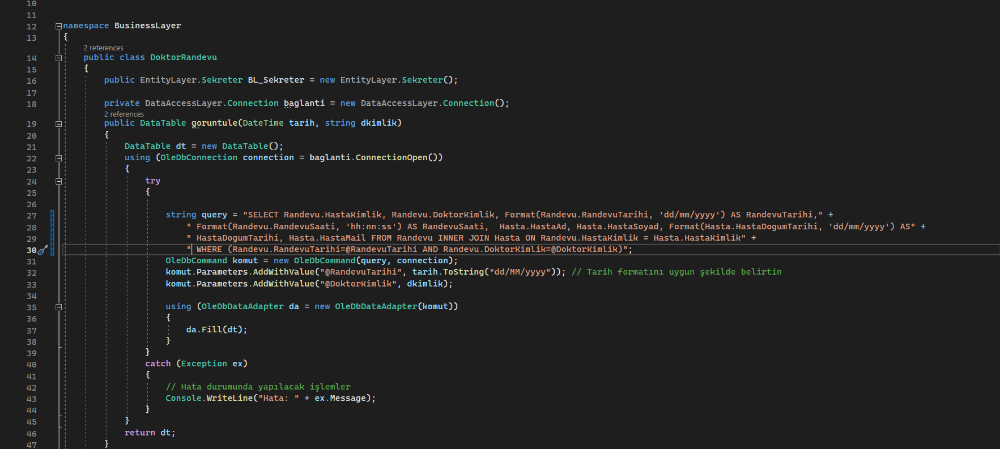 10
11
12 namespace BusinessLayer
13 {
2 references
14 public class DoktorRandevu
15 {
16 public EntityLayer.Sekreter BL_Sekreter = new EntityLayer.Sekreter();
17
18 private DataAccessLayer.Connection baglanti = new DataAccessLayer.Connection();
2 references
19 public DataTable goruntule(DateTime tarih, string dkimlik)
20 {
21 DataTable dt = new DataTable();
22 using (OleDbConnection connection = baglanti.ConnectionOpen())
23 {
24 try
25 {
26
27 string query = "SELECT Randevu.HastaKimlik, Randevu.DoktorKimlik, Format(Randevu.RandevuTarihi, 'dd/mm/yyyy') AS RandevuTarihi," +
28 " Format(Randevu.RandevuSaati, 'hh:nn:ss') AS RandevuSaati,  Hasta.HastaAd, Hasta.HastaSoyad, Format(Hasta.HastaDogumTarihi, 'dd/mm/yyyy') AS" +
29 " HastaDogumTarihi, Hasta.HastaMail FROM Randevu INNER JOIN Hasta ON Randevu.HastaKimlik = Hasta.HastaKimlik" +
30 " WHERE (Randevu.RandevuTarihi=@RandevuTarihi AND Randevu.DoktorKimlik=@DoktorKimlik)";
31 OleDbCommand komut = new OleDbCommand(query, connection);
32 komut.Parameters.AddWithValue("@RandevuTarihi", tarih.ToString("dd/MM/yyyy")); // Tarih formatını uygun şekilde belirtin
33 komut.Parameters.AddWithValue("@DoktorKimlik", dkimlik);
34
35 using (OleDbDataAdapter da = new OleDbDataAdapter(komut))
36 {
37 da.Fill(dt);
38 }
39 }
40 catch (Exception ex)
41 {
42 // Hata durumunda yapılacak işlemler
43 Console.WriteLine("Hata: " + ex.Message);
44 }
45 }
46 return dt;
47 }